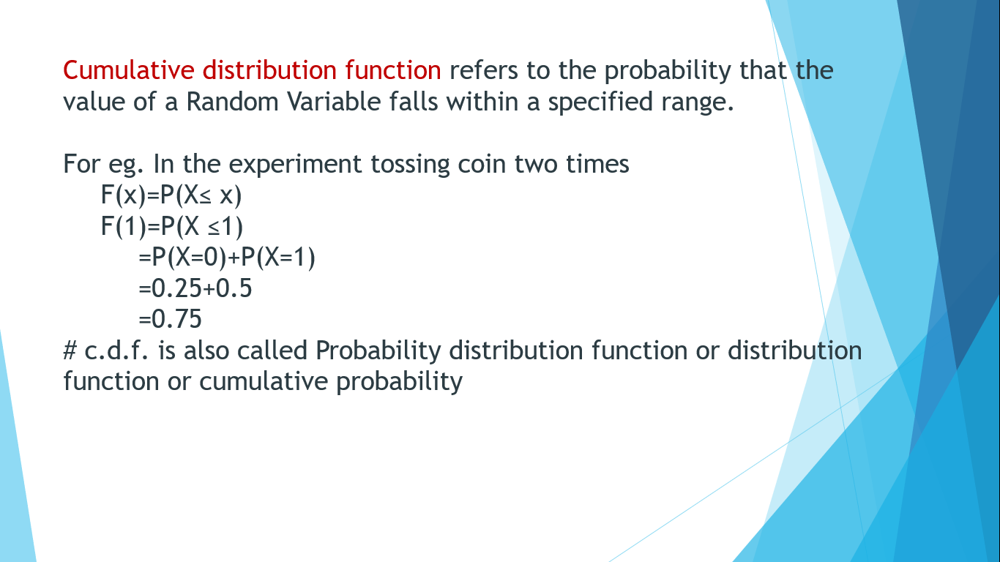 Cumulative distribution function refers to the probability that the
value of a Random Variable falls within a specified range.
For eg. In the experiment tossing coin two times
F(x)=P(X≤ x)
F(1)=P(X ≤1)
=P(X=0)+P(X=1)
=0.25+0.5
=0.75
# c.d.f. is also called Probability distribution function or distribution
function or cumulative probability